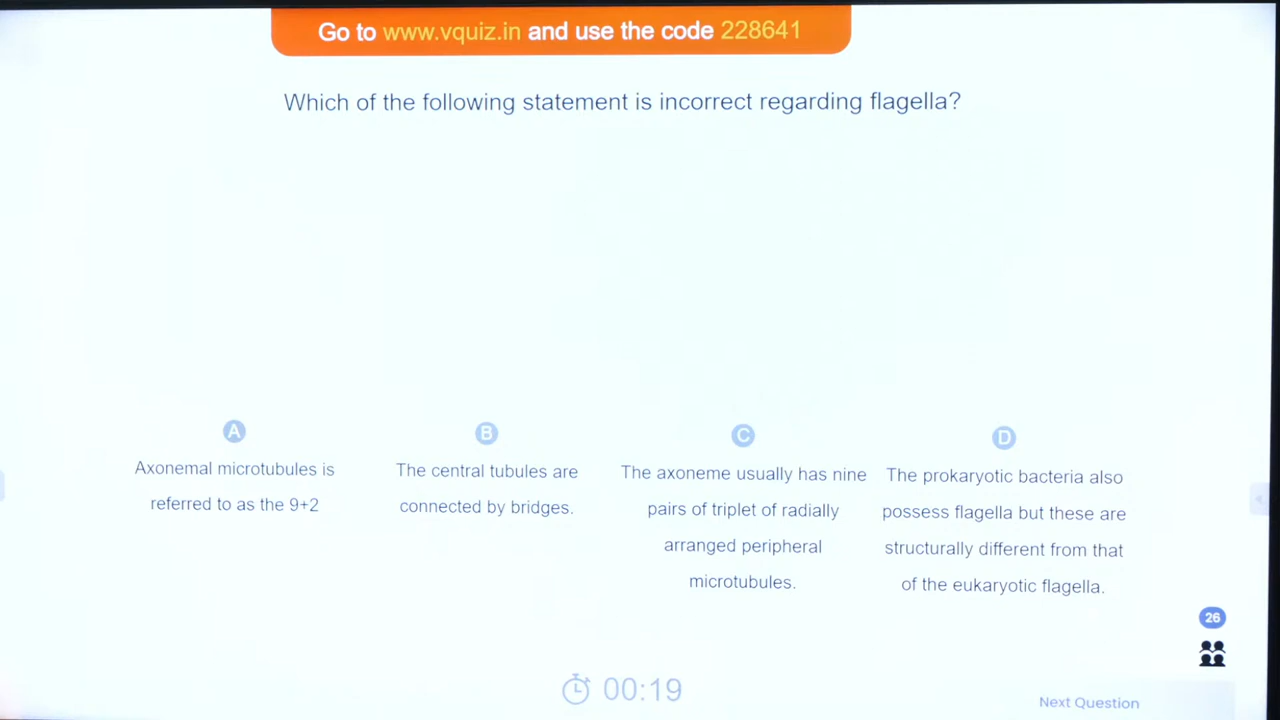 Go to www.vquiz.in and use the code 228641
Which of the following statement is incorrect regarding flagella?
A
Axonemal microtubules is
referred to as the 9+2
B
The central tubules are
connected by bridges.
C
The axoneme usually has nine
pairs of triplet of radially
arranged peripheral
microtubules.
D
The prokaryotic bacteria also
possess flagella but these are
structurally different from that
of the eukaryotic flagella.
26
00:19
Next Question